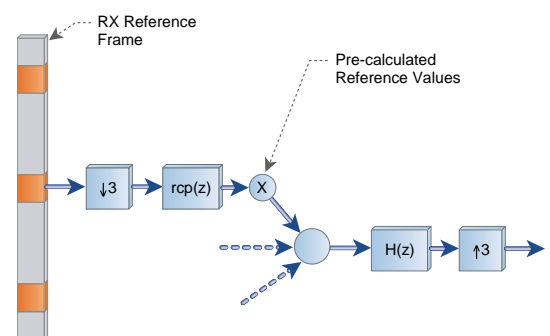 RX Reference
Frame
Pre-calculated
Reference Values
↓3
rcp(z)
X
H(z)
↑3